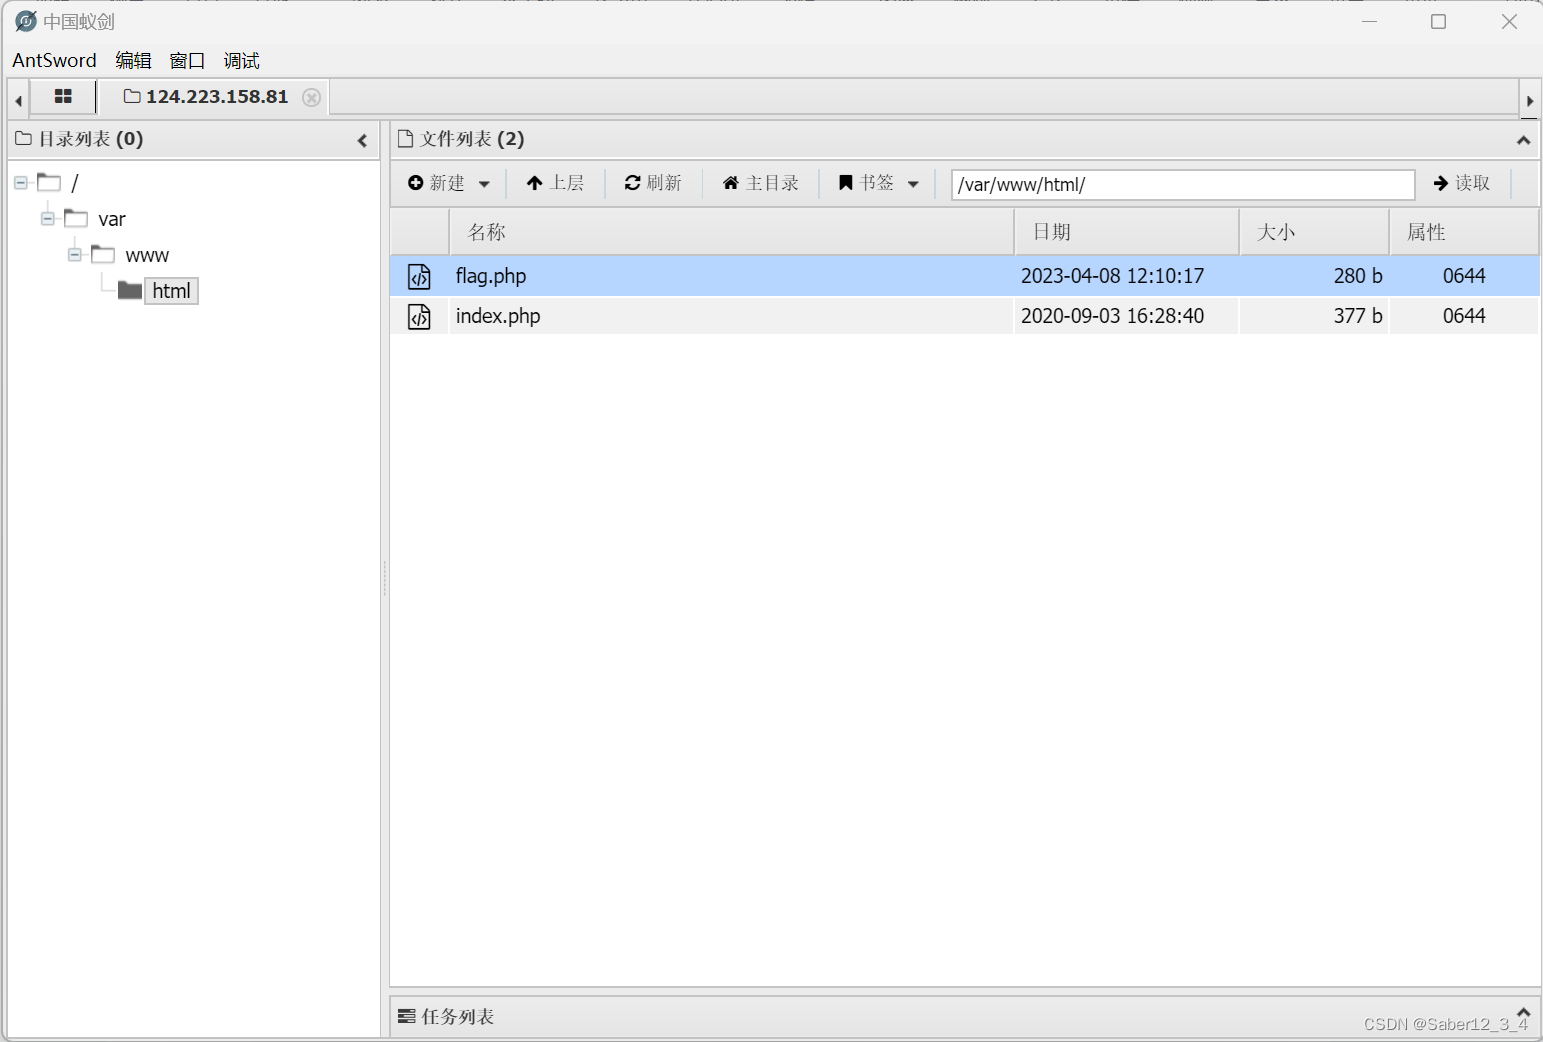 中国蚁剑
AntSword 编辑 窗口 调试
124.223.158.81
目录列表 (0)
文件列表 (2)
新建 上层 刷新 主目录 书签 /var/www/html/ 读取
/
var
www
html
名称 日期 大小 属性
flag.php 2023-04-08 12:10:17 280 b 0644
index.php 2020-09-03 16:28:40 377 b 0644
任务列表
CSDN @Saber12_3_4